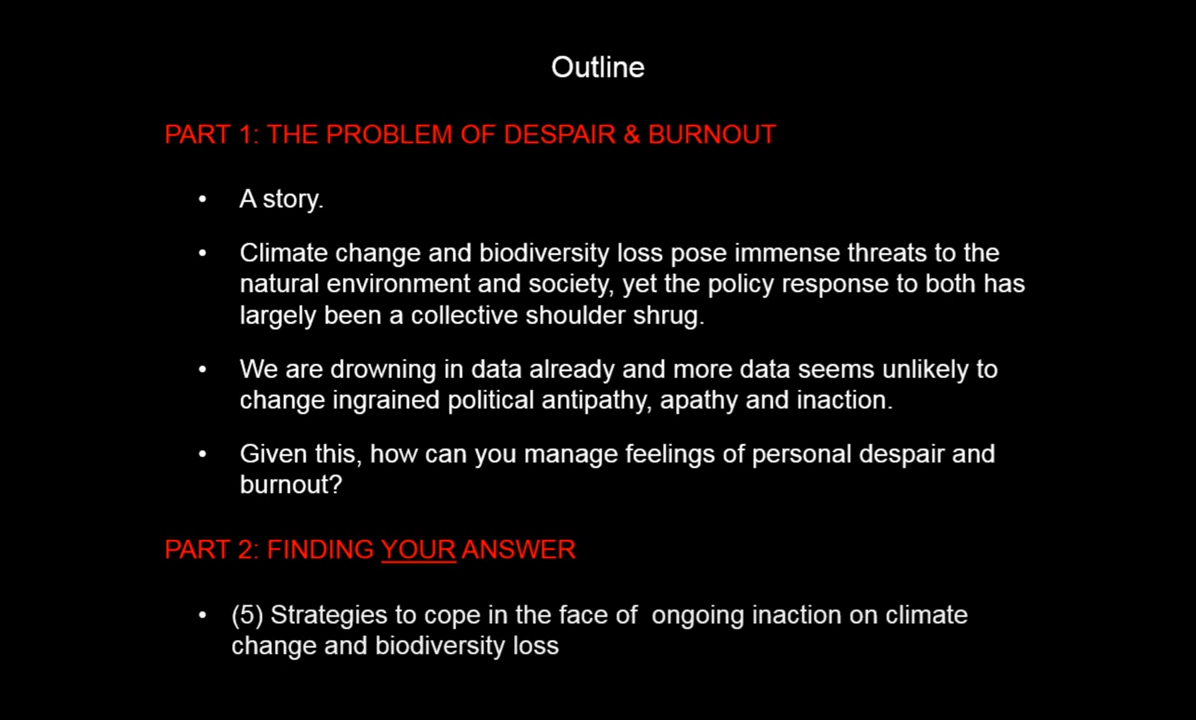 Outline
PART 1: THE PROBLEM OF DESPAIR & BURNOUT
• A story.
• Climate change and biodiversity loss pose immense threats to the
natural environment and society, yet the policy response to both has
largely been a collective shoulder shrug.
• We are drowning in data already and more data seems unlikely to
change ingrained political antipathy, apathy and inaction.
• Given this, how can you manage feelings of personal despair and
burnout?
PART 2: FINDING YOUR ANSWER
• (5) Strategies to cope in the face of  ongoing inaction on climate
change and biodiversity loss